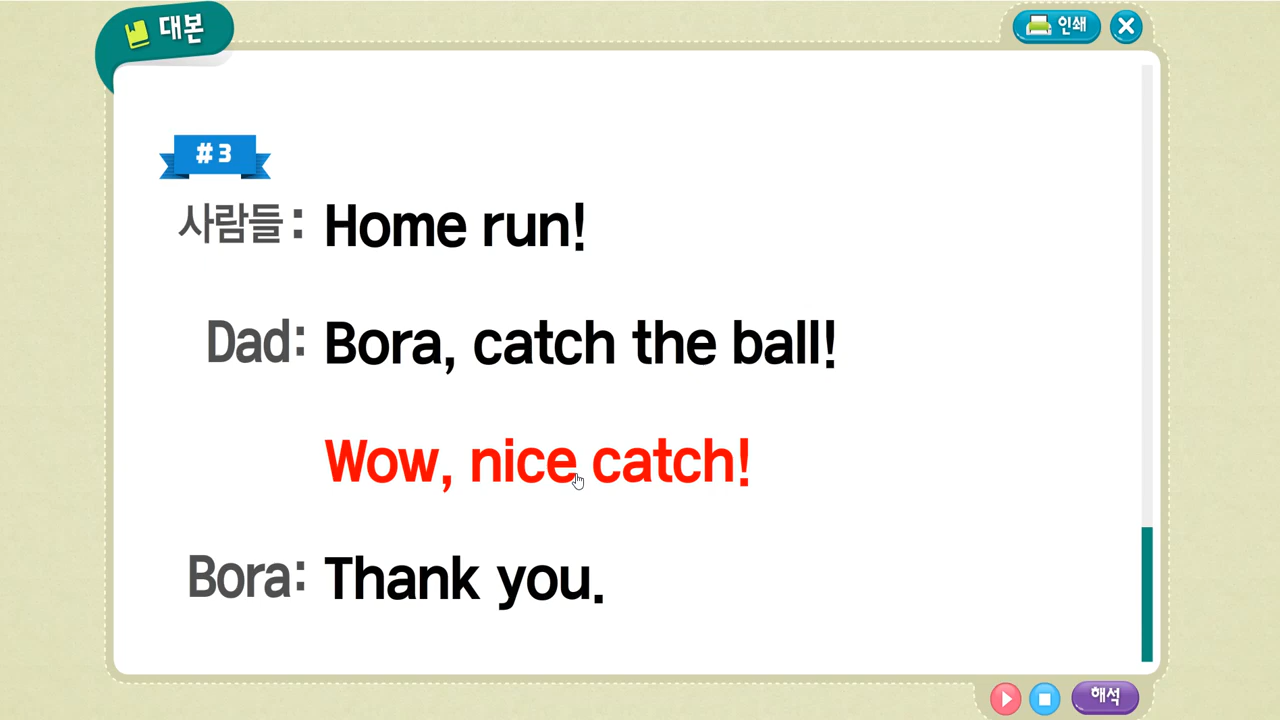 대본
인쇄
#3
사람들: Home run!
Dad: Bora, catch the ball!
Wow, nice catch!
Bora: Thank you.
해석